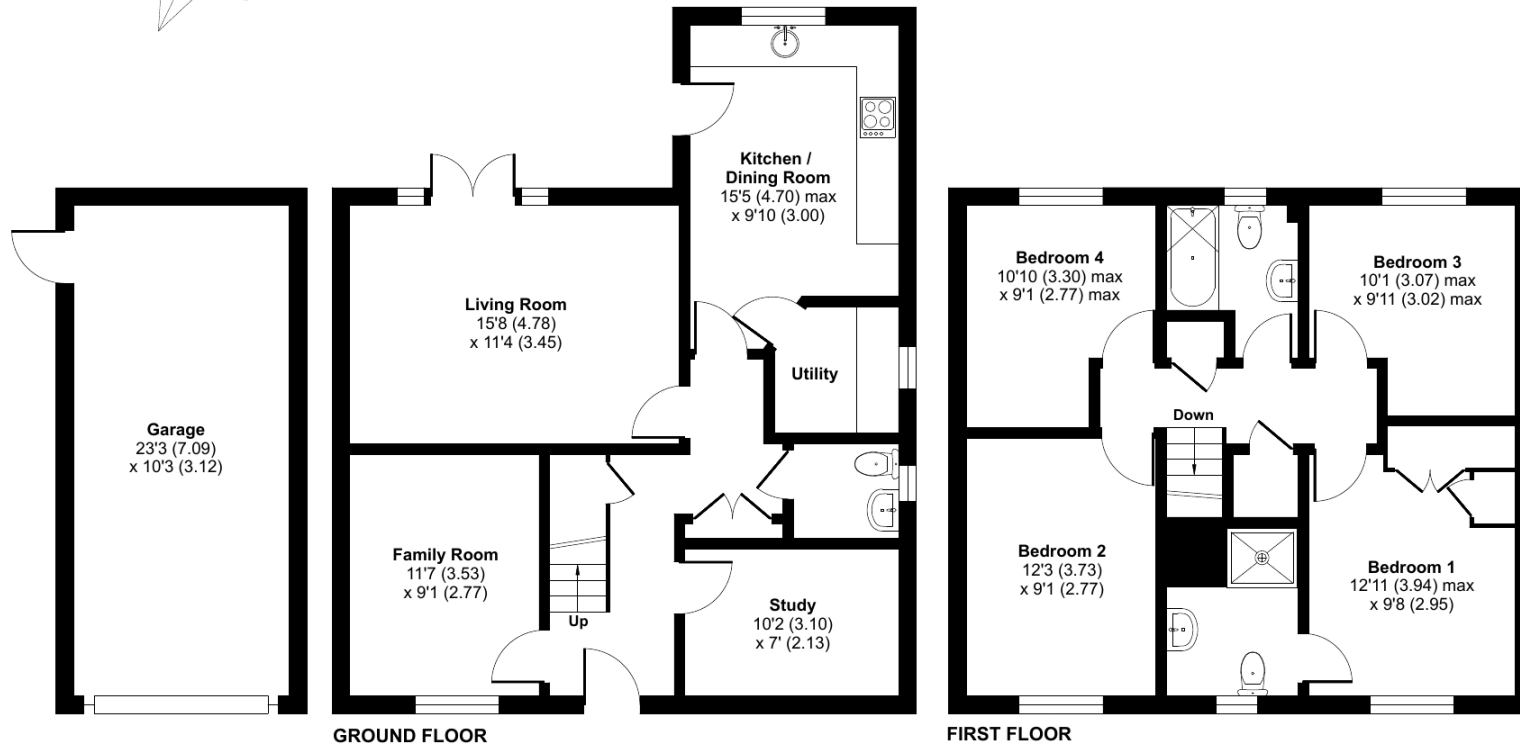 Kitchen /
Dining Room
15'5 (4.70) max
x 9'10 (3.00)
Living Room
15'8 (4.78)
x 11'4 (3.45)
Utility
Garage
23'3 (7.09)
x 10'3 (3.12)
Family Room
11'7 (3.53)
x 9'1 (2.77)
Up
Study
10'2 (3.10)
x 7' (2.13)
GROUND FLOOR
Bedroom 4
10'10 (3.30) max
x 9'1 (2.77) max
Bedroom 3
10'1 (3.07) max
x 9'11 (3.02) max
Down
Bedroom 2
12'3 (3.73)
x 9'1 (2.77)
Bedroom 1
12'11 (3.94) max
x 9'8 (2.95)
FIRST FLOOR